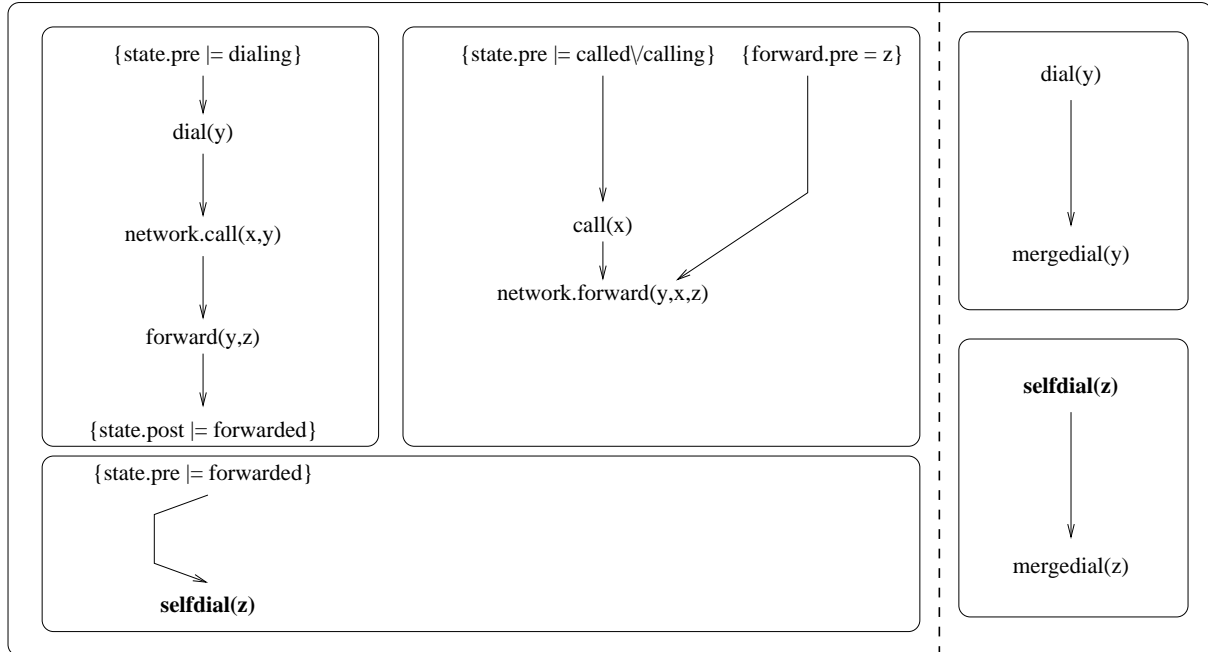 {state.pre |= dialing}
dial(y)
network.call(x,y)
forward(y,z)
{state.post |= forwarded}
{state.pre |= called\/calling} {forward.pre = z}
call(x)
network.forward(y,x,z)
{state.pre |= forwarded}
selfdial(z)
dial(y)
mergedial(y)
selfdial(z)
mergedial(z)